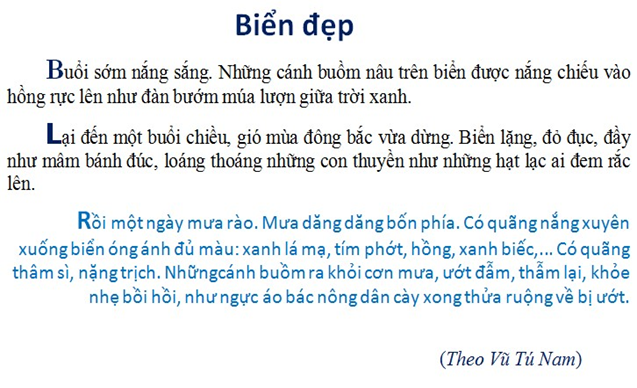 Biển đẹp
Buổi sớm nắng sáng. Những cánh buồm nâu trên biển được nắng chiếu vào
hồng rực lên như đàn bướm múa lượn giữa trời xanh.
Lại đến một buổi chiều, gió mùa đông bắc vừa dừng. Biển lặng, đỏ đục, đầy
như mâm bánh đúc, loáng thoáng những con thuyền như những hạt lạc ai đem rắc
lên.
Rồi một ngày mưa rào. Mưa dăng dăng bốn phía. Có quãng nắng xuyên
xuống biển óng ánh đủ màu: xanh lá mạ, tím phớt, hồng, xanh biếc,... Có quãng
thâm sì, nặng trịch. Nhữngcánh buồm ra khỏi cơn mưa, ướt đẫm, thẫm lại, khỏe
nhẹ bồi hồi, như ngực áo bác nông dân cày xong thửa ruộng về bị ướt.
(Theo Vũ Tú Nam)